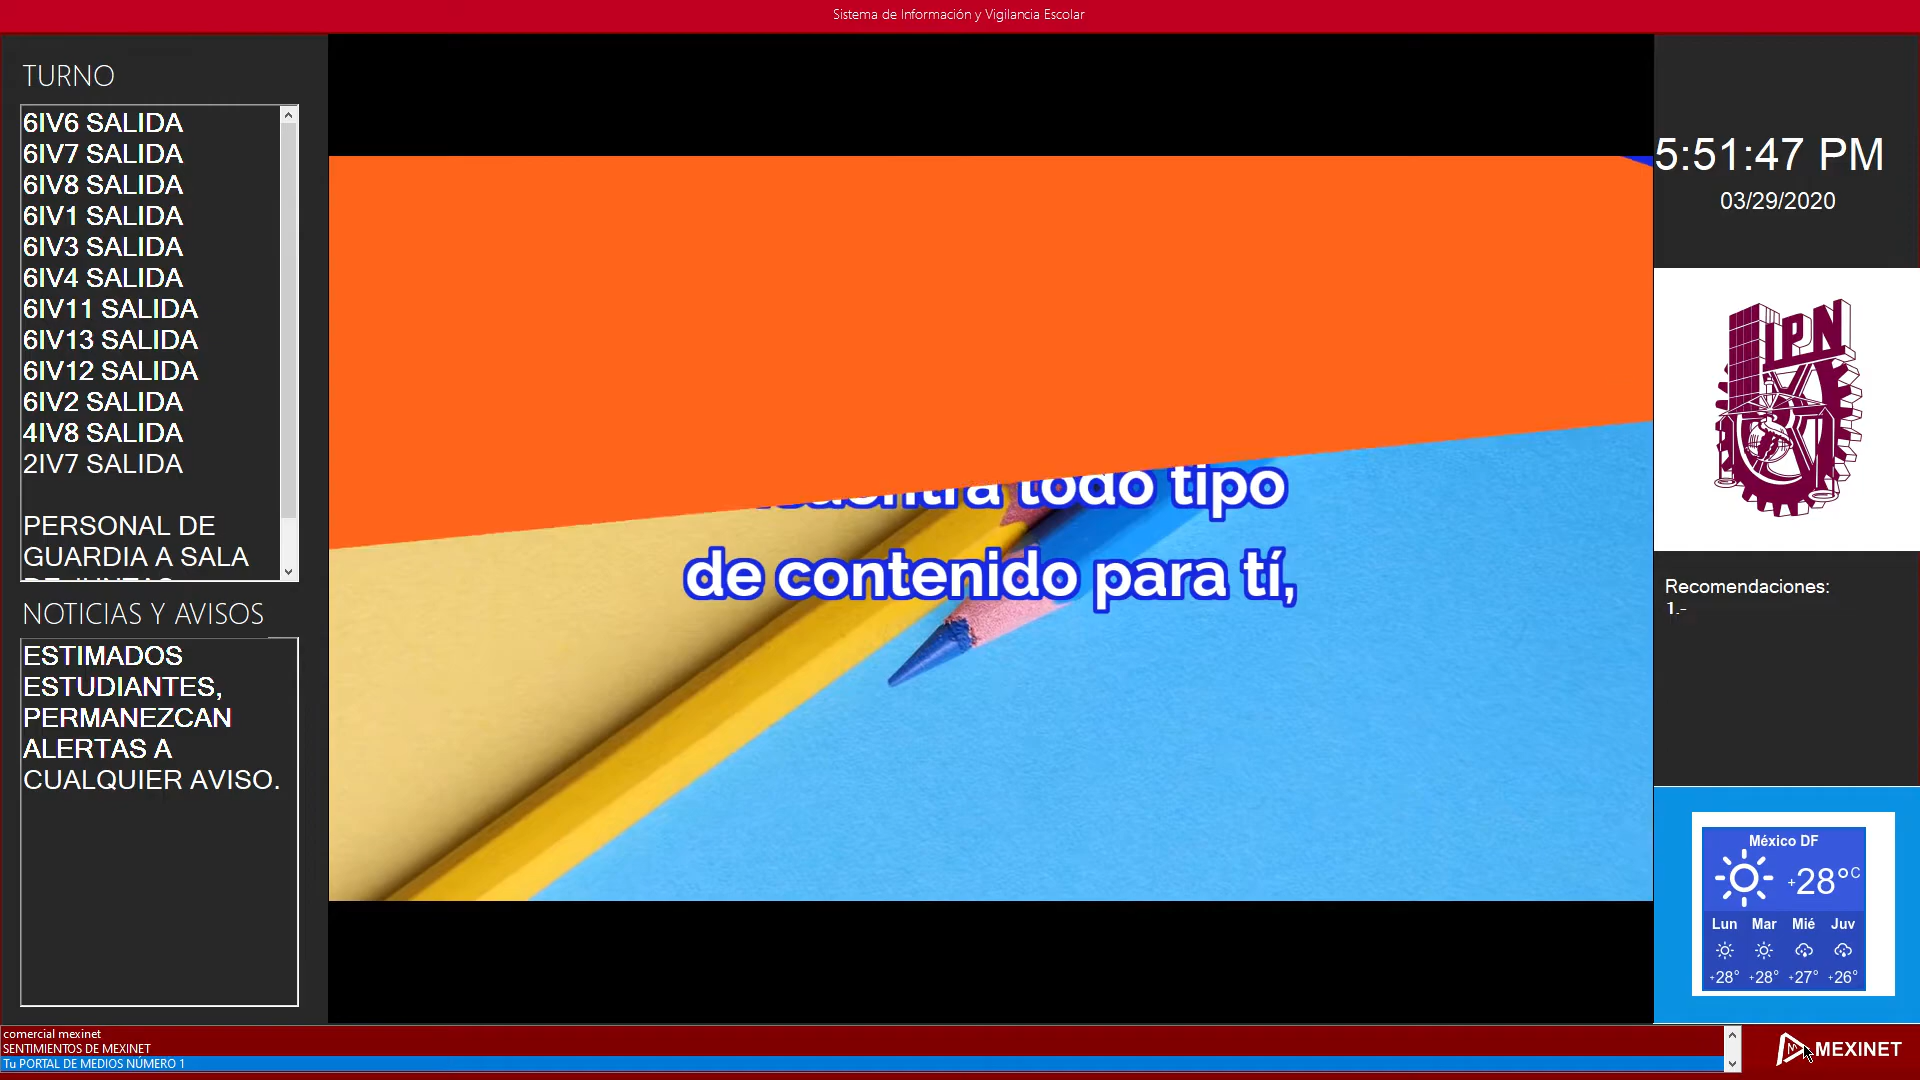 Sistema de Información y Vigilancia Escolar
TURNO
6IV6 SALIDA
6IV7 SALIDA
6IV8 SALIDA
6IV1 SALIDA
6IV3 SALIDA
6IV4 SALIDA
6IV11 SALIDA
6IV13 SALIDA
6IV12 SALIDA
6IV2 SALIDA
4IV8 SALIDA
2IV7 SALIDA
PERSONAL DE
GUARDIA A SALA
NOTICIAS Y AVISOS
ESTIMADOS
ESTUDIANTES,
PERMANEZCAN
ALERTAS A
CUALQUIER AVISO.
todo tipo
de contenido para tí,
5:51:47 PM
03/29/2020
IPN
Recomendaciones:
1.-
México DF
+28°C
Lun Mar Mié Juv
+28° +28° +27° +26°
comercial mexinet
SENTIMIENTOS DE MEXINET
Tu PORTAL DE MEDIOS NÚMERO 1
MEXINET